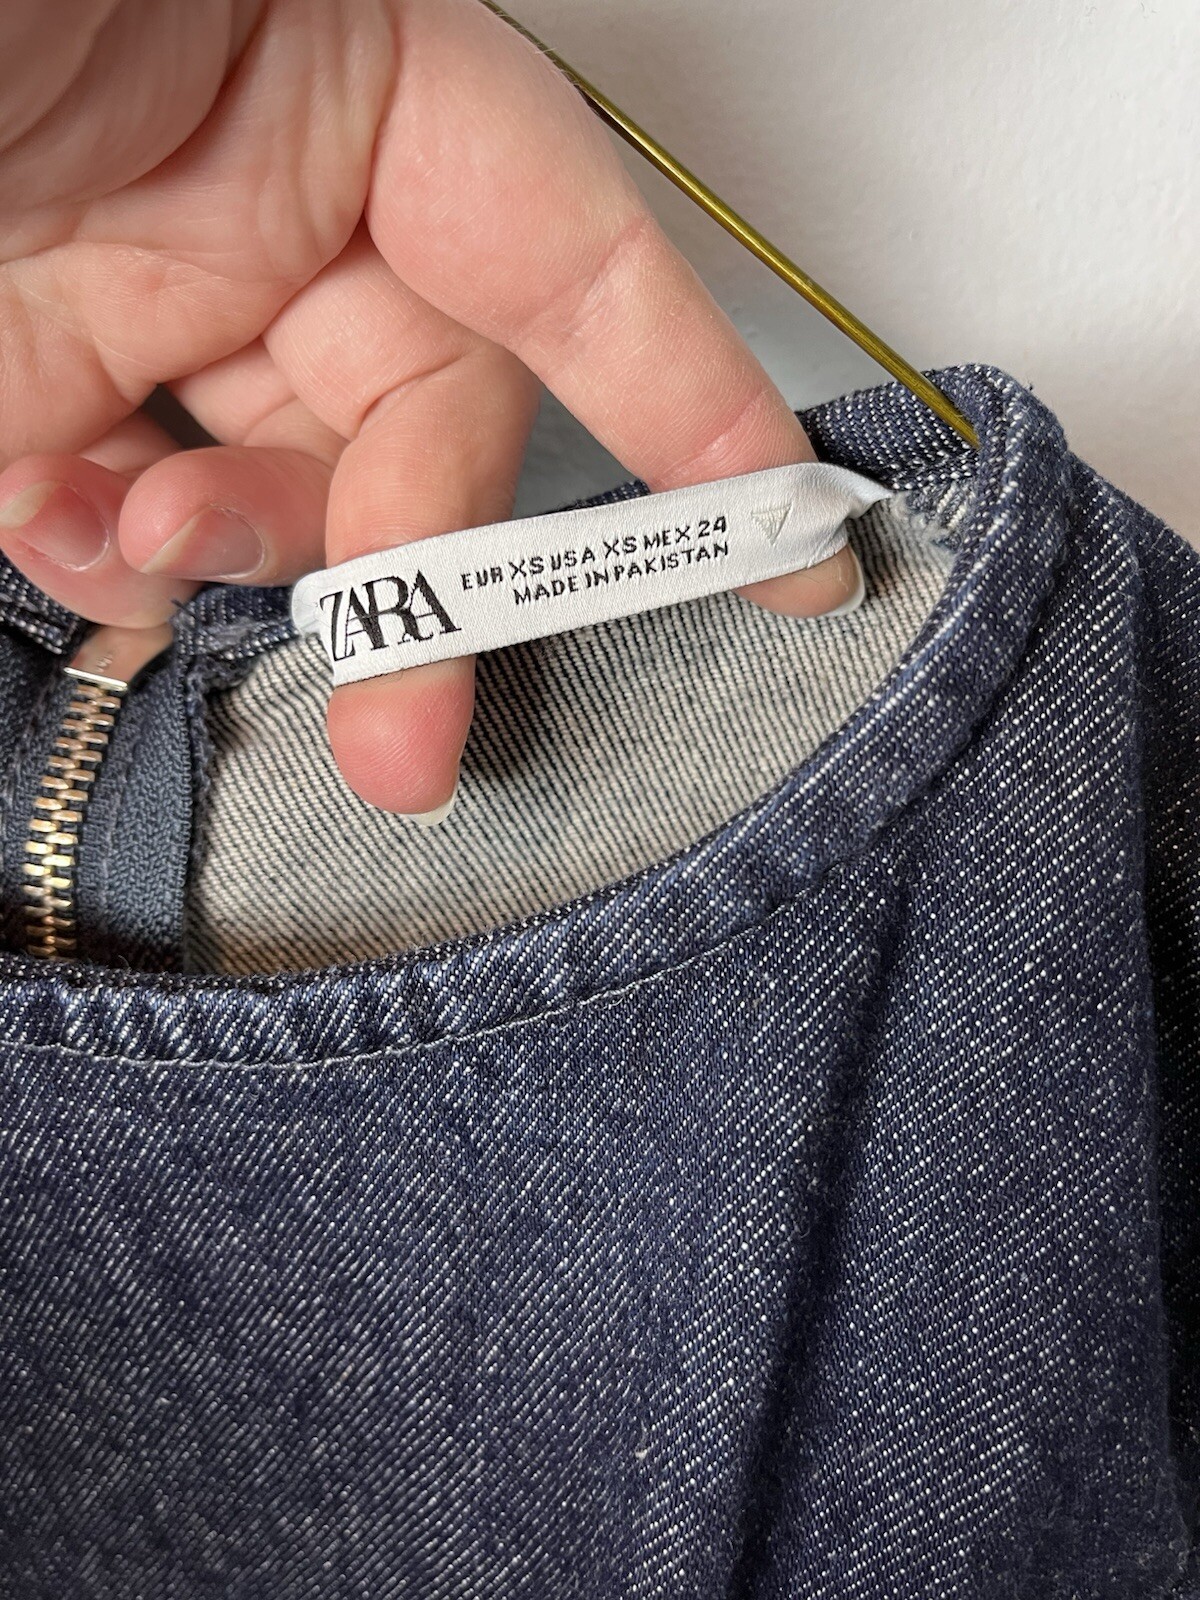 ZARA
EUR XS USA XS MEX 24
MADE IN PAKISTAN